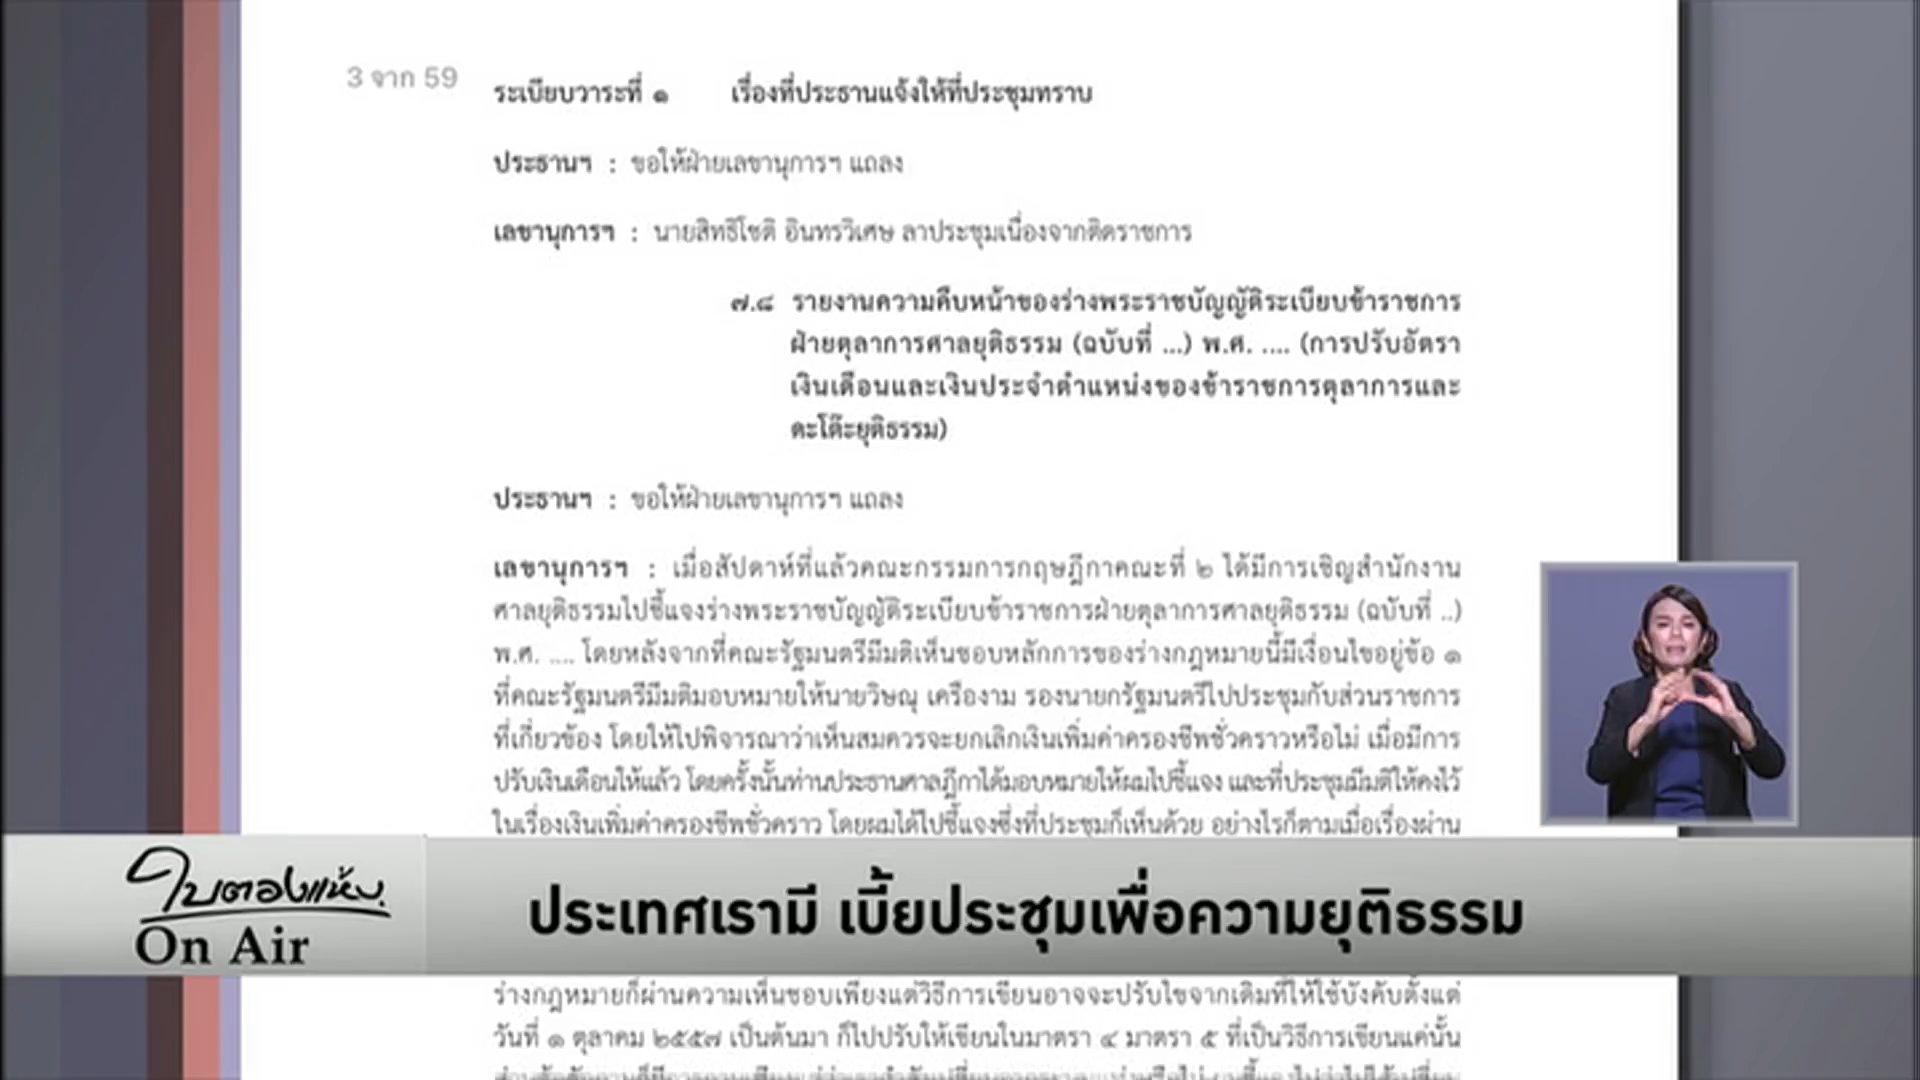 3 จาก 59
ระเบียบวาระที่ ๑ เรื่องที่ประธานแจ้งให้ที่ประชุมทราบ
ประธานฯ : ขอให้ฝ่ายเลขานุการฯ แถลง
เลขานุการฯ : นายสิทธิโชติ อินทรวิเศษ ลาประชุมเนื่องจากติดราชการ
๗.๘ รายงานความคืบหน้าของร่างพระราชบัญญัติระเบียบข้าราชการ
ฝ่ายตุลาการศาลยุติธรรม (ฉบับที่ ...) พ.ศ. .... (การปรับอัตรา
เงินเดือนและเงินประจำตำแหน่งของข้าราชการตุลาการและ
ดะโต๊ะยุติธรรม)
ประธานฯ : ขอให้ฝ่ายเลขานุการฯ แถลง
เลขานุการฯ : เมื่อสัปดาห์ที่แล้วคณะกรรมการกฤษฎีกาคณะที่ ๒ ได้มีการเชิญสำนักงาน
ศาลยุติธรรมไปชี้แจงร่างพระราชบัญญัติระเบียบข้าราชการฝ่ายตุลาการศาลยุติธรรม (ฉบับที่ ..)
พ.ศ. .... โดยหลังจากที่คณะรัฐมนตรีมีมติเห็นชอบหลักการของร่างกฎหมายนี้มีเงื่อนไขอยู่ข้อ ๑
ที่คณะรัฐมนตรีมีมติมอบหมายให้นายวิษณุ เครืองาม รองนายกรัฐมนตรีไปประชุมกับส่วนราชการ
ที่เกี่ยวข้อง โดยให้ไปพิจารณาว่าเห็นสมควรจะยกเลิกเงินเพิ่มค่าครองชีพชั่วคราวหรือไม่ เมื่อมีการ
ปรับเงินเดือนให้แล้ว โดยครั้งนั้นท่านประธานศาลฎีกาได้มอบหมายให้ผมไปชี้แจง และที่ประชุมมีมติให้คงไว้
ในเรื่องเงินเพิ่มค่าครองชีพชั่วคราว โดยผมได้ไปชี้แจงซึ่งที่ประชุมก็เห็นด้วย อย่างไรก็ตามเมื่อเรื่องผ่าน
ใบตองแห้ง
On Air
ประเทศเรามี เบี้ยประชุมเพื่อความยุติธรรม
ร่างกฎหมายก็ผ่านความเห็นชอบเพียงแต่วิธีการเขียนอาจจะปรับไขจากเดิมที่ให้ใช้บังคับตั้งแต่
วันที่ ๑ ตุลาคม ๒๕๕๗ เป็นต้นมา ก็ไปปรับให้เขียนในมาตรา ๔ มาตรา ๕ ที่เป็นวิธีการเขียนแค่นั้น